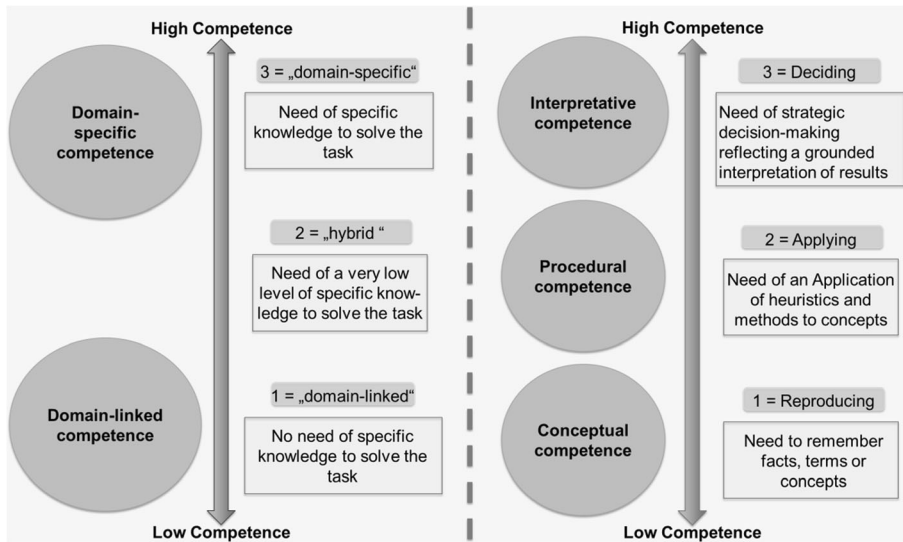 High Competence
Domain-
specific
competence
3 = „domain-specific“
Need of specific
knowledge to solve the
task
2 = „hybrid “
Need of a very low
level of specific know-
ledge to solve the task
Domain-linked
competence
1 = „domain-linked“
No need of specific
knowledge to solve the
task
Low Competence
High Competence
Interpretative
competence
3 = Deciding
Need of strategic
decision-making
reflecting a grounded
interpretation of results
Procedural
competence
2 = Applying
Need of an Application
of heuristics and
methods to concepts
Conceptual
competence
1 = Reproducing
Need to remember
facts, terms or
concepts
Low Competence